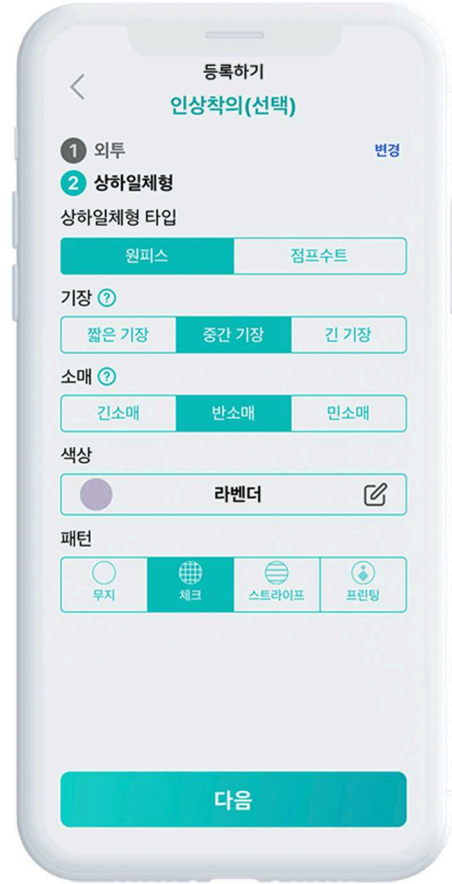 등록하기
인상착의(선택)
1 외투 변경
2 상하일체형
상하일체형 타입
원피스 점프수트
기장 ?
짧은 기장 중간 기장 긴 기장
소매 ?
긴소매 반소매 민소매
색상
라벤더
패턴
무지 체크 스트라이프 프린팅
다음